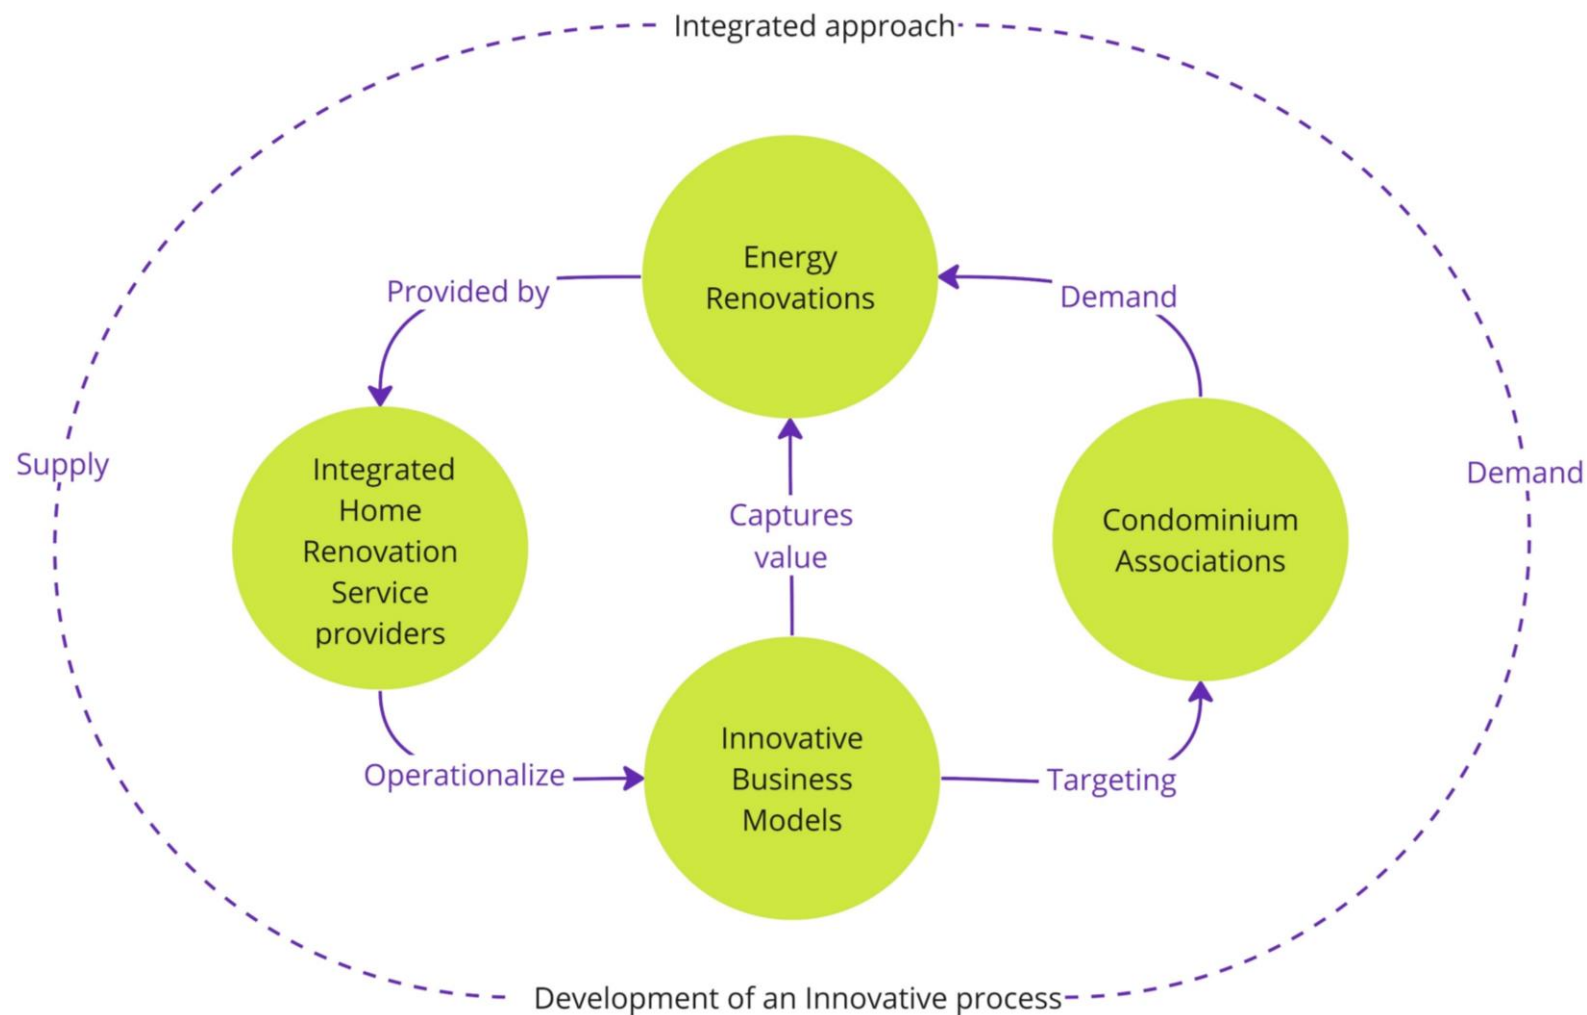 Integrated approach
Energy
Renovations
Provided by
Demand
Supply
Integrated
Home
Renovation
Service
providers
Captures
value
Condominium
Associations
Demand
Operationalize
Innovative
Business
Models
Targeting
Development of an Innovative process